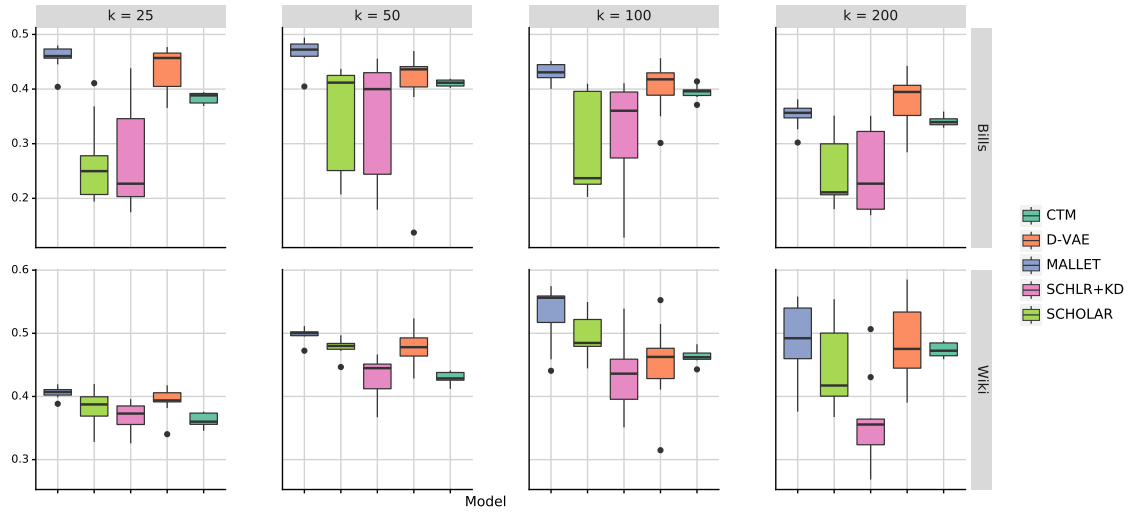 k = 25
k = 50
k = 100
k = 200
0.5
0.4
0.3
0.2
Bills
0.6
0.5
0.4
0.3
Wiki
Model
CTM
D-VAE
MALLET
SCHLR+KD
SCHOLAR